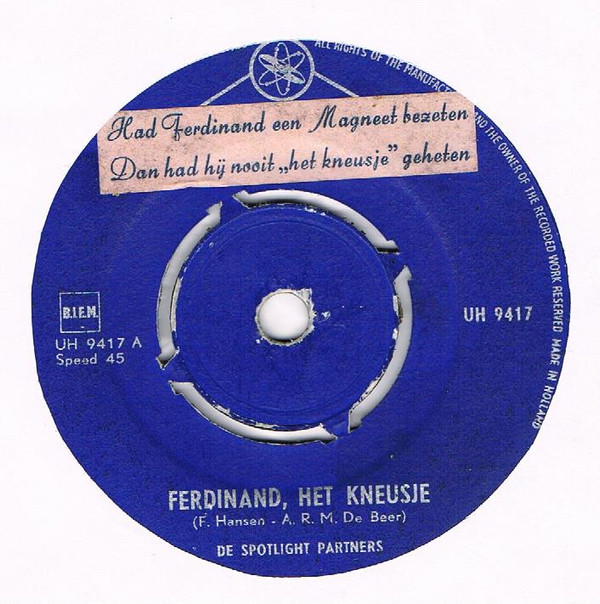 ALL RIGHTS OF THE MANUFACTURER AND THE OWNER OF THE RECORDED WORK RESERVED MADE IN HOLLAND
Had Ferdinand een Magneet bezeten
Dan had hij nooit „het kneusje” geheten
B.I.E.M.
UH 9417 A
Speed 45
UH 9417
FERDINAND, HET KNEUSJE
(F. Hansen - A. R. M. De Beer)
DE SPOTLIGHT PARTNERS